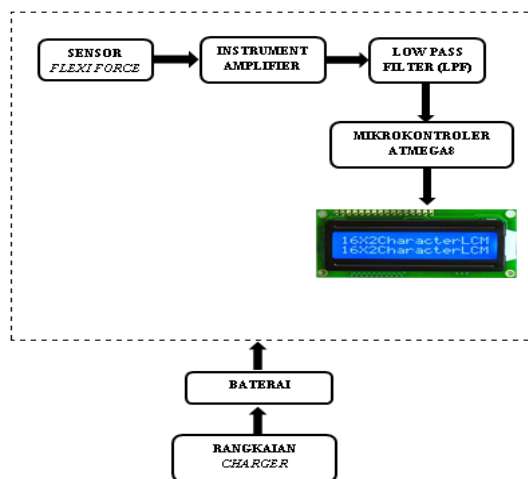 SENSOR
FLEXI FORCE
INSTRUMENT
AMPLIFIER
LOW PASS
FILTER (LPF)
MIKROKONTROLER
ATMEGA8
16X2CharacterLCM
16X2CharacterLCM
BATERAI
RANGKAIAN
CHARGER